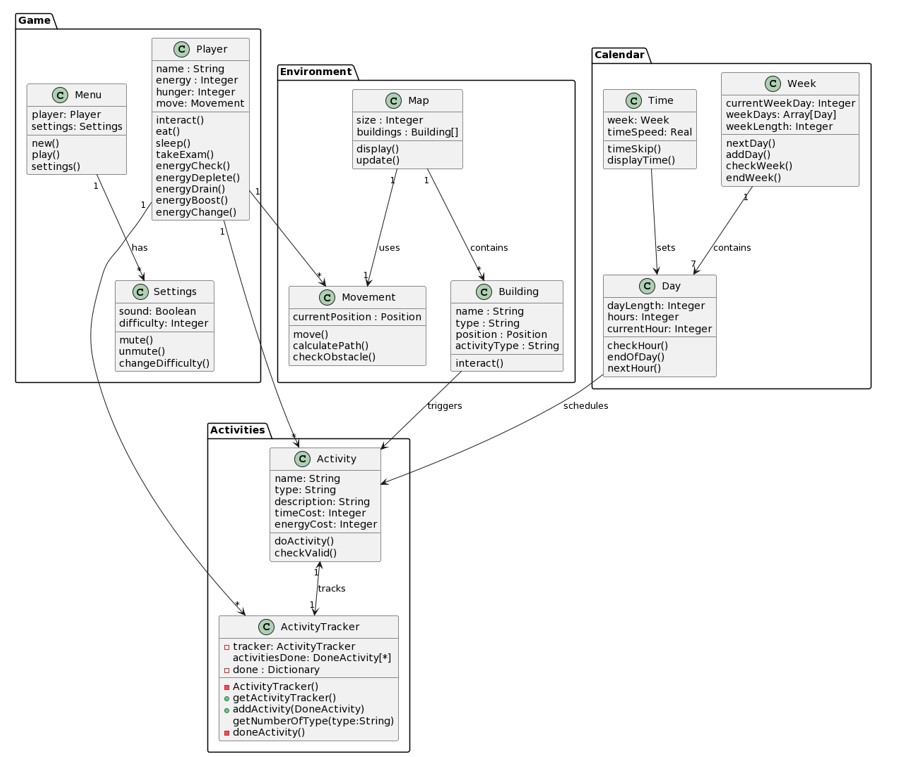 Game
C Menu
player: Player
settings: Settings
new()
play()
settings()
C Player
name : String
energy : Integer
hunger: Integer
move: Movement
interact()
eat()
sleep()
takeExam()
energyCheck()
energyDeplete()
energyDrain()
energyBoost()
energyChange()
1
1
1
1
has
*
C Settings
sound: Boolean
difficulty: Integer
mute()
unmute()
changeDifficulty()
Environment
C Map
size : Integer
buildings : Building[]
display()
update()
1
1
uses
contains
*
1
*
C Movement
currentPosition : Position
move()
calculatePath()
checkObstacle()
C Building
name : String
type : String
position : Position
activityType : String
interact()
Calendar
C Time
week: Week
timeSpeed: Real
timeSkip()
displayTime()
C Week
currentWeekDay: Integer
weekDays: Array[Day]
weekLength: Integer
nextDay()
addDay()
checkWeek()
endWeek()
1
sets
contains
7
C Day
dayLength: Integer
hours: Integer
currentHour: Integer
checkHour()
endOfDay()
nextHour()
triggers
schedules
Activities
*
C Activity
name: String
type: String
description: String
timeCost: Integer
energyCost: Integer
doActivity()
checkValid()
1
tracks
1
*
C ActivityTracker
tracker: ActivityTracker
activitiesDone: DoneActivity[*]
done : Dictionary
ActivityTracker()
getActivityTracker()
addActivity(DoneActivity)
getNumberOfType(type:String)
doneActivity()